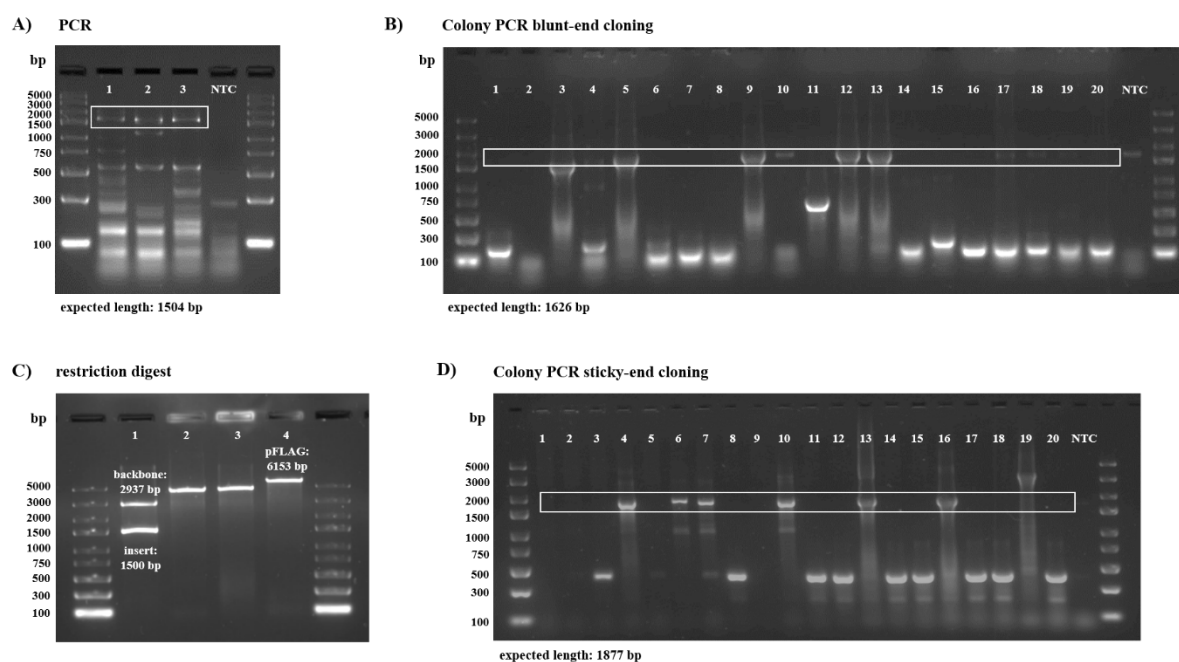 A) PCR
bp
1 2 3 NTC
5000
3000
2000
1500
1000
750
500
300
100
expected length: 1504 bp
B) Colony PCR blunt-end cloning
bp
1 2 3 4 5 6 7 8 9 10 11 12 13 14 15 16 17 18 19 20 NTC
5000
3000
2000
1500
1000
750
500
300
100
expected length: 1626 bp
C) restriction digest
bp
1 2 3 4
pFLAG:
6153 bp
backbone:
2937 bp
insert:
1500 bp
5000
3000
2000
1500
1000
750
500
300
100
D) Colony PCR sticky-end cloning
bp
1 2 3 4 5 6 7 8 9 10 11 12 13 14 15 16 17 18 19 20 NTC
5000
3000
2000
1500
1000
750
500
300
100
expected length: 1877 bp